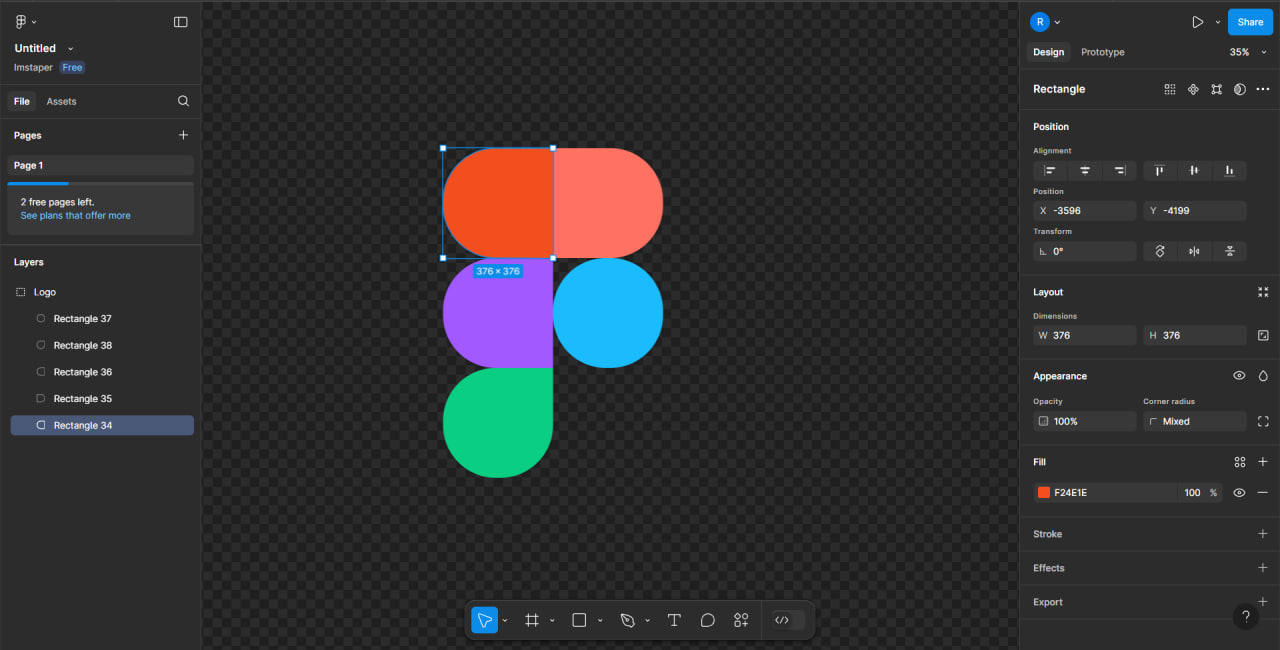 Untitled
Imstaper Free
File Assets
Pages
Page 1
2 free pages left.
See plans that offer more
Layers
Logo
Rectangle 37
Rectangle 38
Rectangle 36
Rectangle 35
Rectangle 34
376 × 376
R
Share
Design Prototype 35%
Rectangle
Position
Alignment
Position
X -3596 Y -4199
Transform
0°
Layout
Dimensions
W 376 H 376
Appearance
Opacity Corner radius
100% Mixed
Fill
F24E1E 100 %
Stroke
Effects
Export
?